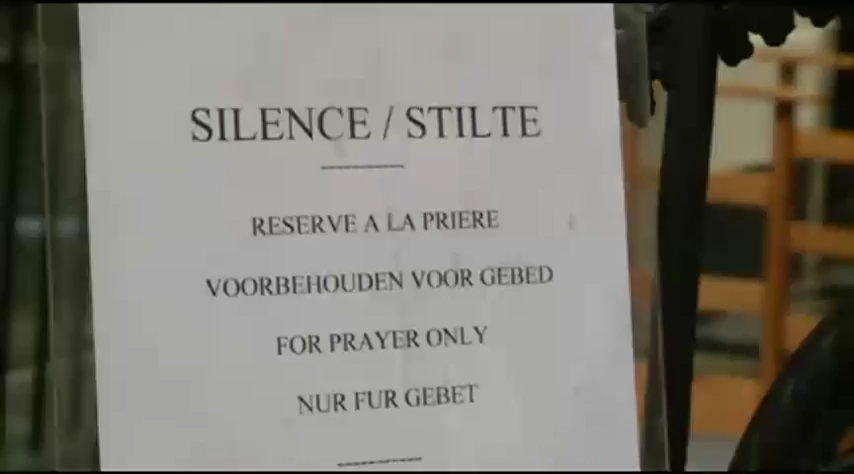 SILENCE / STILTE
RESERVE A LA PRIERE
VOORBEHOUDEN VOOR GEBED
FOR PRAYER ONLY
NUR FUR GEBET